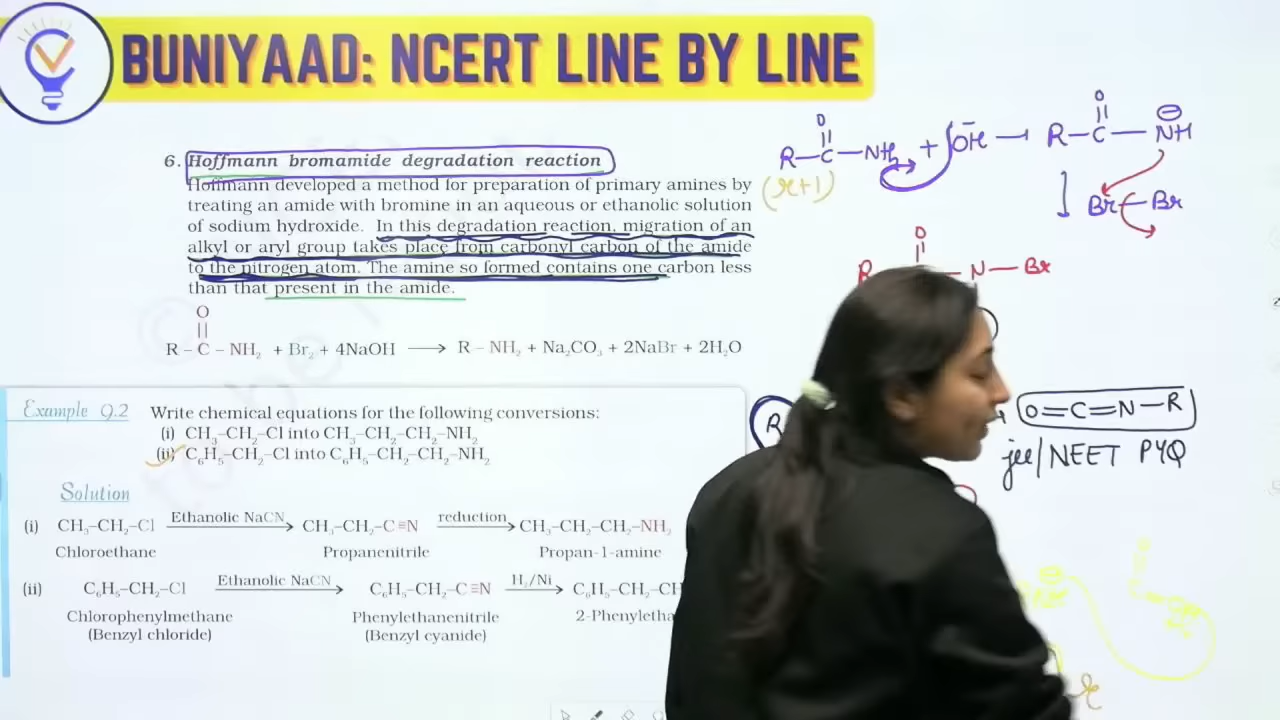 BUNIYAAD: NCERT LINE BY LINE
6. Hoffmann bromamide degradation reaction
Hoffmann developed a method for preparation of primary amines by
treating an amide with bromine in an aqueous or ethanolic solution
of sodium hydroxide. In this degradation reaction, migration of an
alkyl or aryl group takes place from carbonyl carbon of the amide
to the nitrogen atom. The amine so formed contains one carbon less
than that present in the amide.
O
||
R – C – NH₂ + Br₂ + 4NaOH ⟶ R – NH₂ + Na₂CO₃ + 2NaBr + 2H₂O
Example 9.2 Write chemical equations for the following conversions:
(i) CH₃–CH₂–Cl into CH₃–CH₂–CH₂–NH₂
(ii) C₆H₅–CH₂–Cl into C₆H₅–CH₂–CH₂–NH₂
Solution
(i) CH₃–CH₂–Cl Ethanolic NaCN CH₃–CH₂–C≡N reduction CH₃–CH₂–CH₂–NH₂
Chloroethane Propanenitrile Propan-1-amine
(ii) C₆H₅–CH₂–Cl Ethanolic NaCN C₆H₅–CH₂–C≡N H₂/Ni C₆H₅–CH₂–CH
Chlorophenylmethane Phenylethanenitrile 2-Phenyletha
(Benzyl chloride) (Benzyl cyanide)
O O
R–C–NH₂ + OH → R–C–NH
(x+1)
Br–Br
O
R N–Br
R O=C=N–R
jee/NEET PYQ